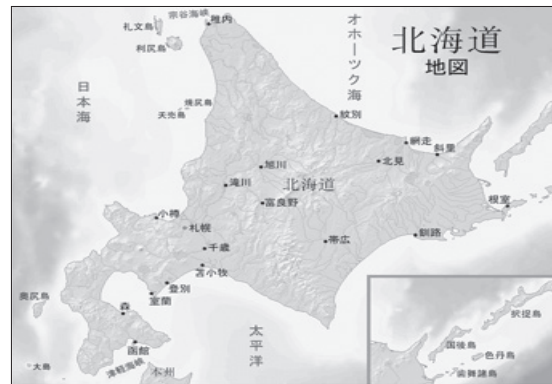 北海道
地図
宗谷海峡
稚内
礼文島
利尻島
オホーツク海
日本海
焼尻島
天売島
紋別
網走
斜里
北見
旭川
滝川
北海道
富良野
根室
小樽
札幌
帯広
釧路
千歳
苫小牧
登別
室蘭
森
奥尻島
函館
太平洋
大島
津軽海峡
本州
択捉島
国後島
色丹島
歯舞諸島